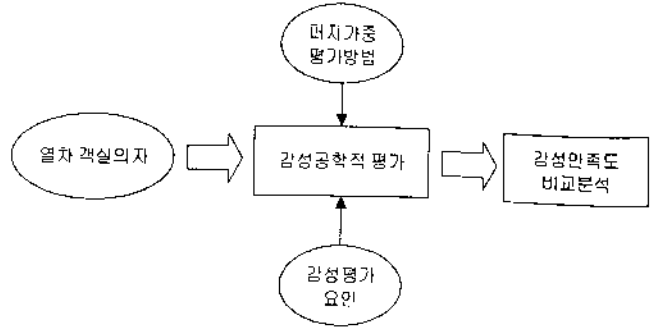 퍼지가중
평가방법
열차 객실의자
감성공학적 평가
감성만족도
비교분석
감성평가
요인